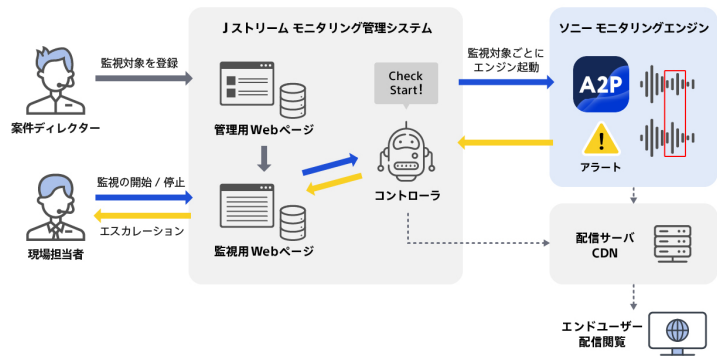 Jストリーム モニタリング管理システム
ソニー モニタリングエンジン
監視対象を登録
案件ディレクター
管理用Webページ
Check
Start!
監視対象ごとに
エンジン起動
A2P
アラート
コントローラ
監視の開始 / 停止
エスカレーション
現場担当者
監視用Webページ
配信サーバ
CDN
エンドユーザー
配信閲覧